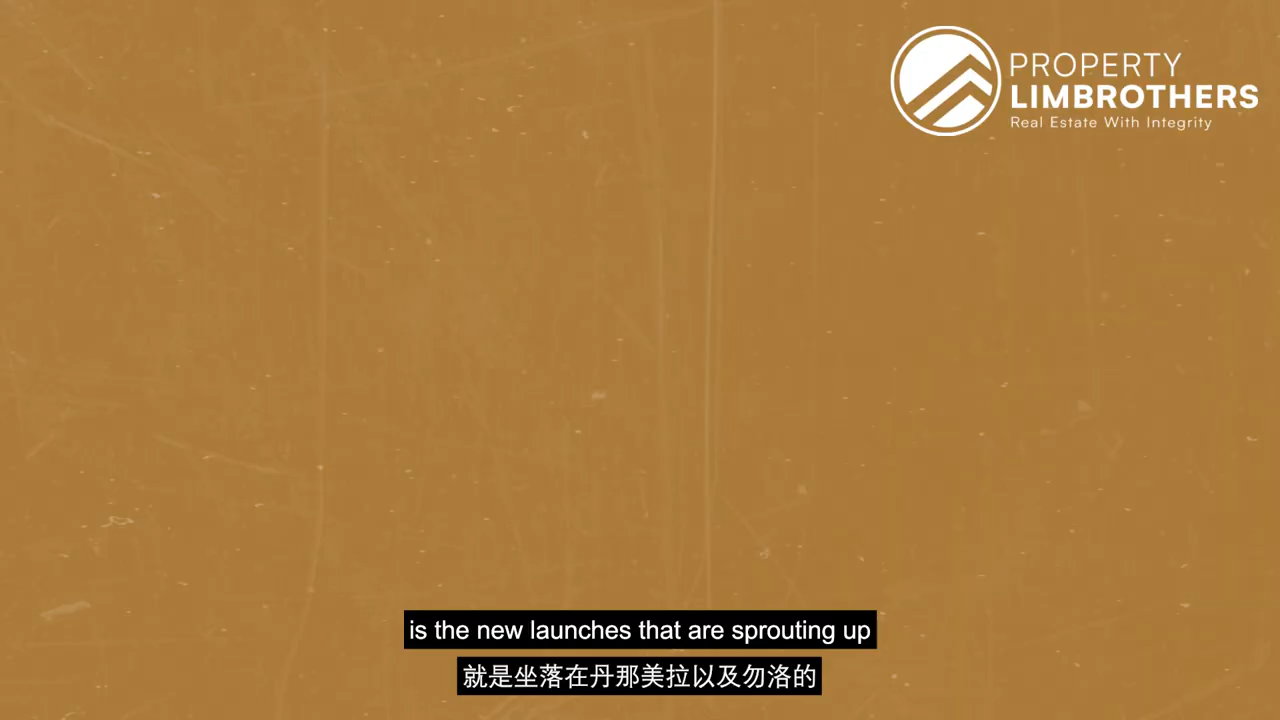 PROPERTY
LIMBROTHERS
Real Estate With Integrity
is the new launches that are sprouting up
就是坐落在丹那美拉以及勿洛的